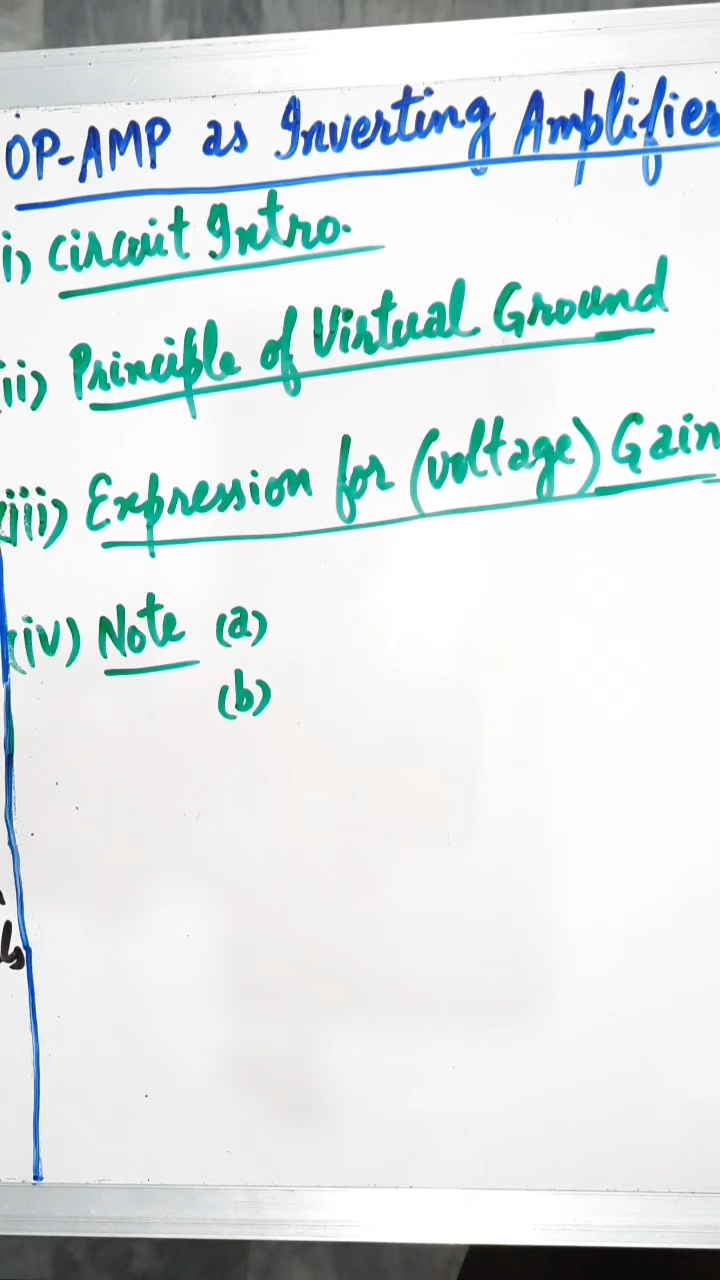 OP-AMP as Inverting Amplifier
i) Circuit Intro.
ii) Principle of Virtual Ground
(iii) Expression for (voltage) Gain
(iv) Note (a)
(b)